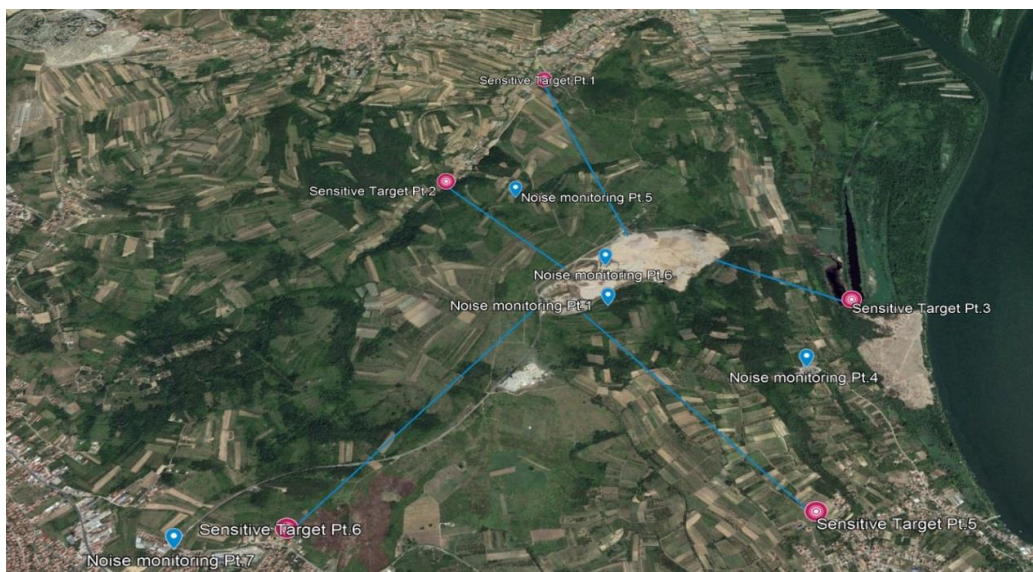 Sensitive Target Pt.1
Sensitive Target Pt.2
Noise monitoring Pt.5
Noise monitoring Pt.6
Noise monitoring Pt.1
Sensitive Target Pt.3
Noise monitoring Pt.4
Sensitive Target Pt.5
Sensitive Target Pt.6
Noise monitoring Pt.7